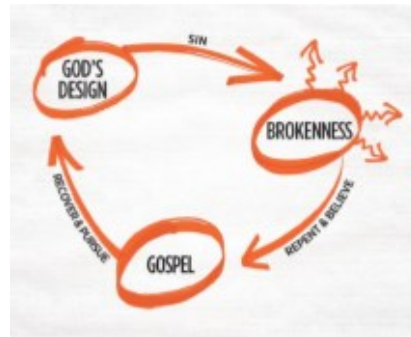 GOD'S
DESIGN
SIN
BROKENNESS
REPENT & BELIEVE
GOSPEL
RECOVER & PURSUE